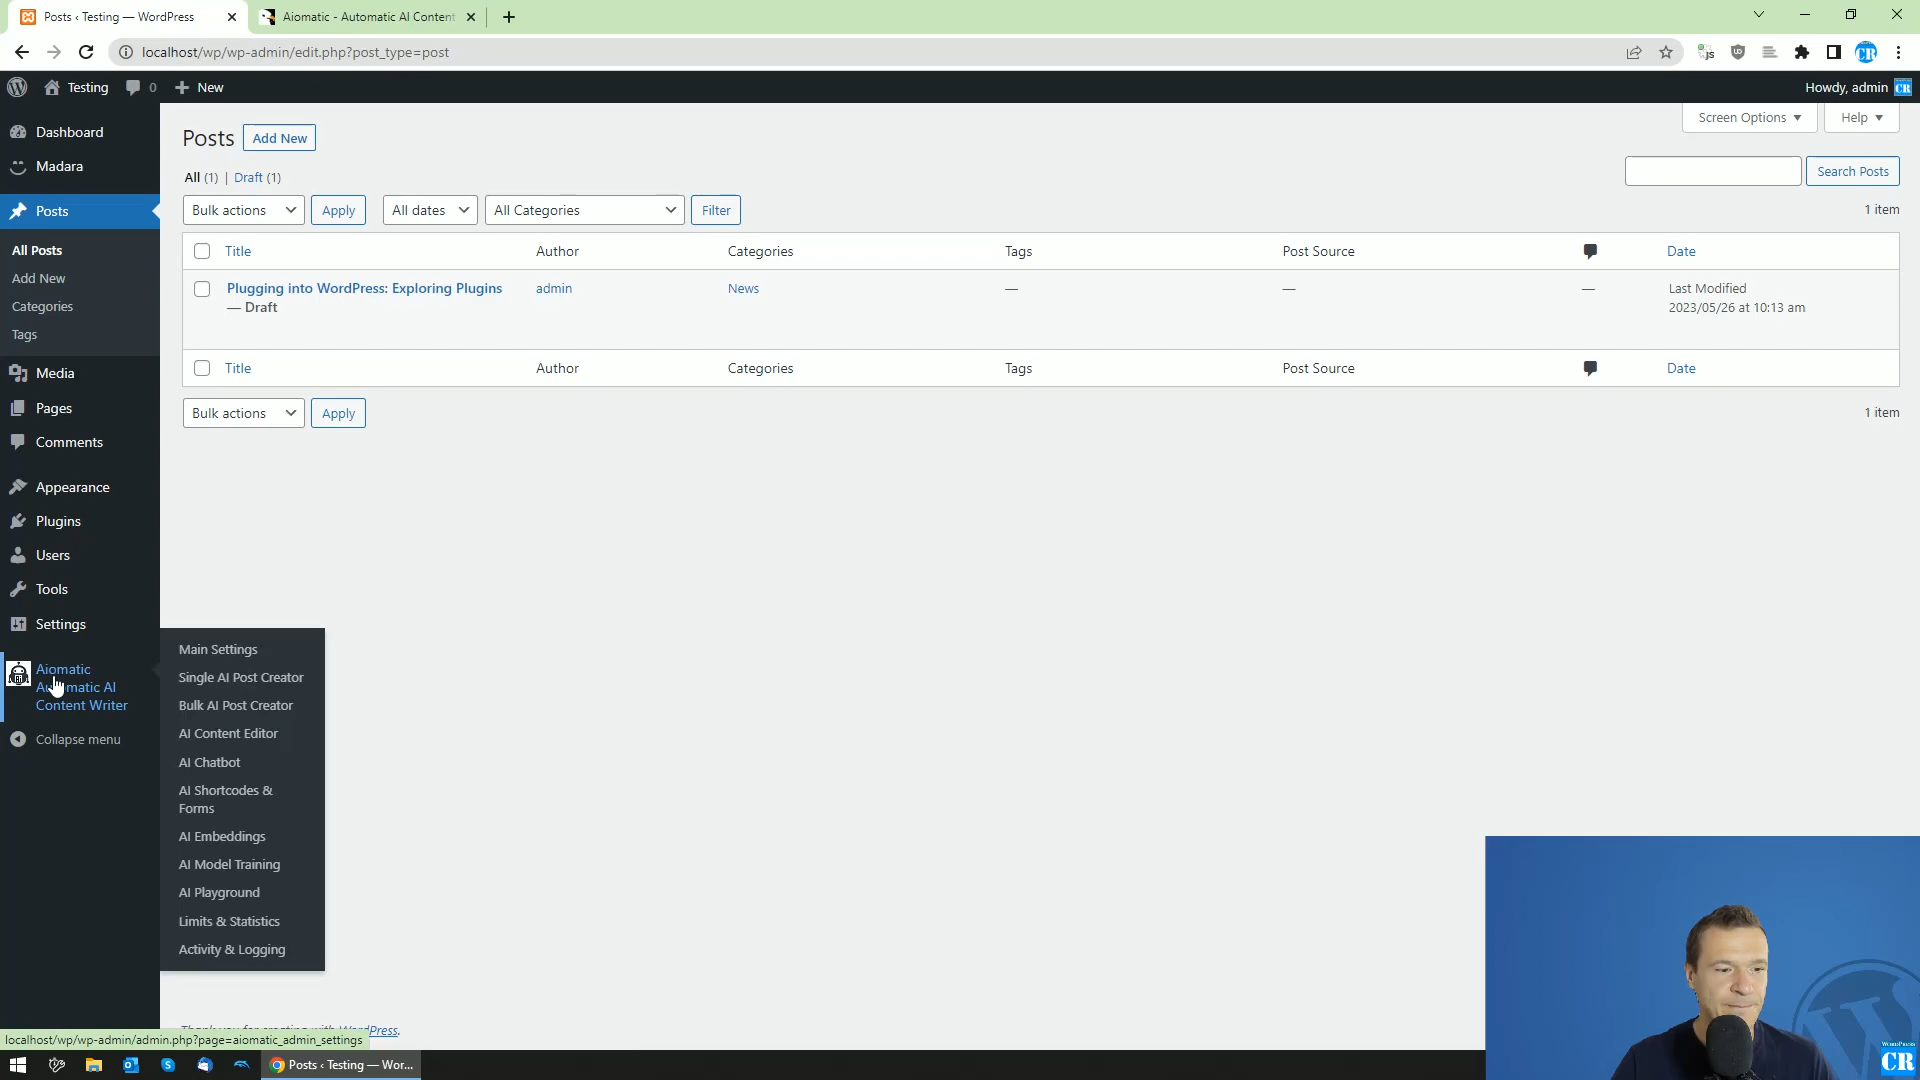 Posts ‹ Testing — WordPress
Aiomatic - Automatic AI Content
localhost/wp/wp-admin/edit.php?post_type=post
Testing
0
New
Howdy, admin
Dashboard
Madara
Posts
All Posts
Add New
Categories
Tags
Media
Pages
Comments
Appearance
Plugins
Users
Tools
Settings
Aiomatic
Automatic AI
Content Writer
Collapse menu
Main Settings
Single AI Post Creator
Bulk AI Post Creator
AI Content Editor
AI Chatbot
AI Shortcodes &
Forms
AI Embeddings
AI Model Training
AI Playground
Limits & Statistics
Activity & Logging
Screen Options
Help
Posts
Add New
All (1) | Draft (1)
Search Posts
Bulk actions
Apply
All dates
All Categories
Filter
1 item
Title
Author
Categories
Tags
Post Source
Date
Plugging into WordPress: Exploring Plugins
— Draft
admin
News
—
—
—
Last Modified
2023/05/26 at 10:13 am
Title
Author
Categories
Tags
Post Source
Date
Bulk actions
Apply
1 item
Thank you for creating with WordPress.
localhost/wp/wp-admin/admin.php?page=aiomatic_admin_settings
Posts ‹ Testing — Wor...
WORDPRESS
CR